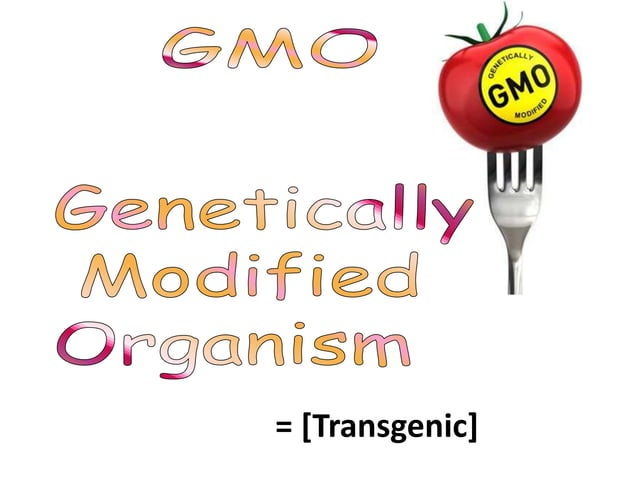 GMO
GENETICALLY
GMO
MODIFIED
Genetically
Modified
Organism
= [Transgenic]